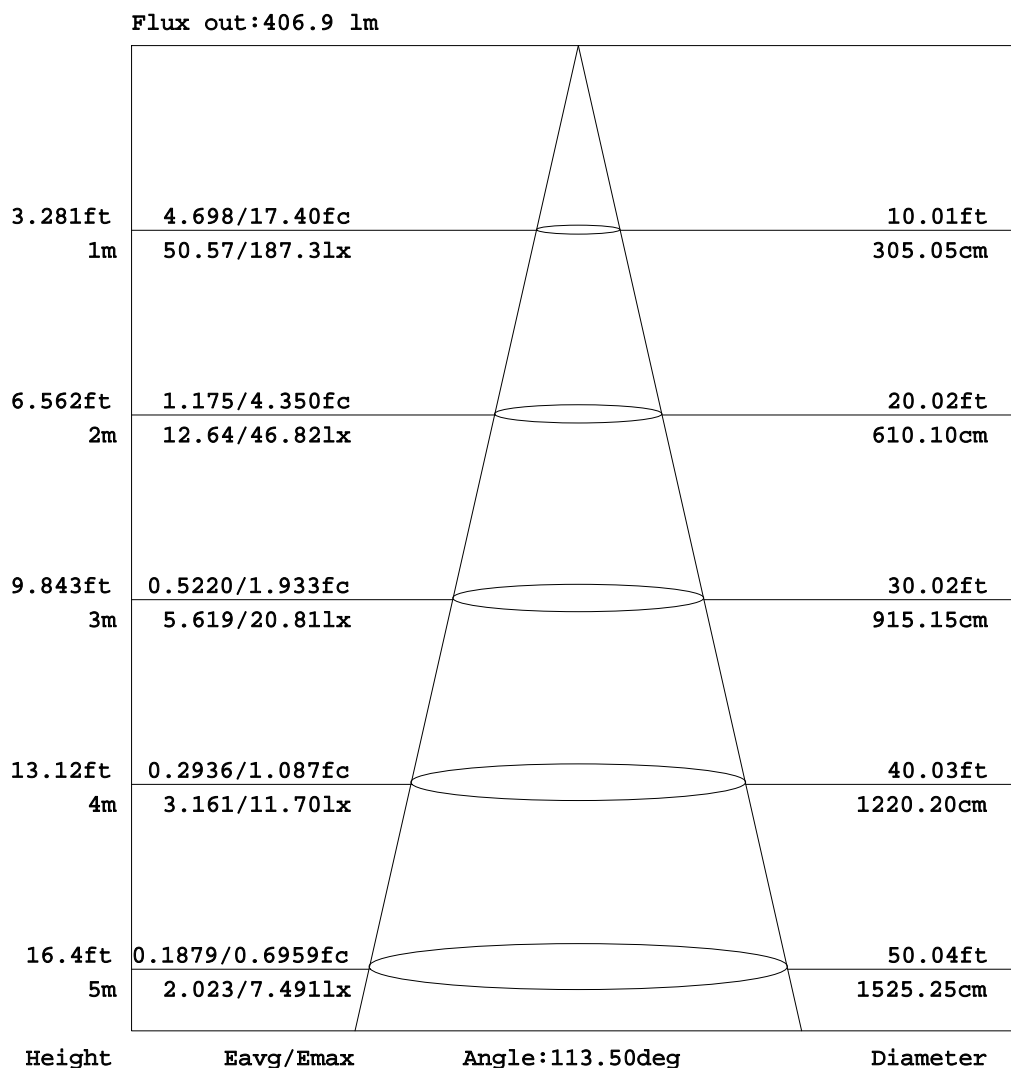 Flux out:406.9 lm
3.281ft 4.698/17.40fc 10.01ft
1m 50.57/187.3lx 305.05cm
6.562ft 1.175/4.350fc 20.02ft
2m 12.64/46.82lx 610.10cm
9.843ft 0.5220/1.933fc 30.02ft
3m 5.619/20.81lx 915.15cm
13.12ft 0.2936/1.087fc 40.03ft
4m 3.161/11.70lx 1220.20cm
16.4ft 0.1879/0.6959fc 50.04ft
5m 2.023/7.491lx 1525.25cm
Height Eavg/Emax Angle:113.50deg Diameter